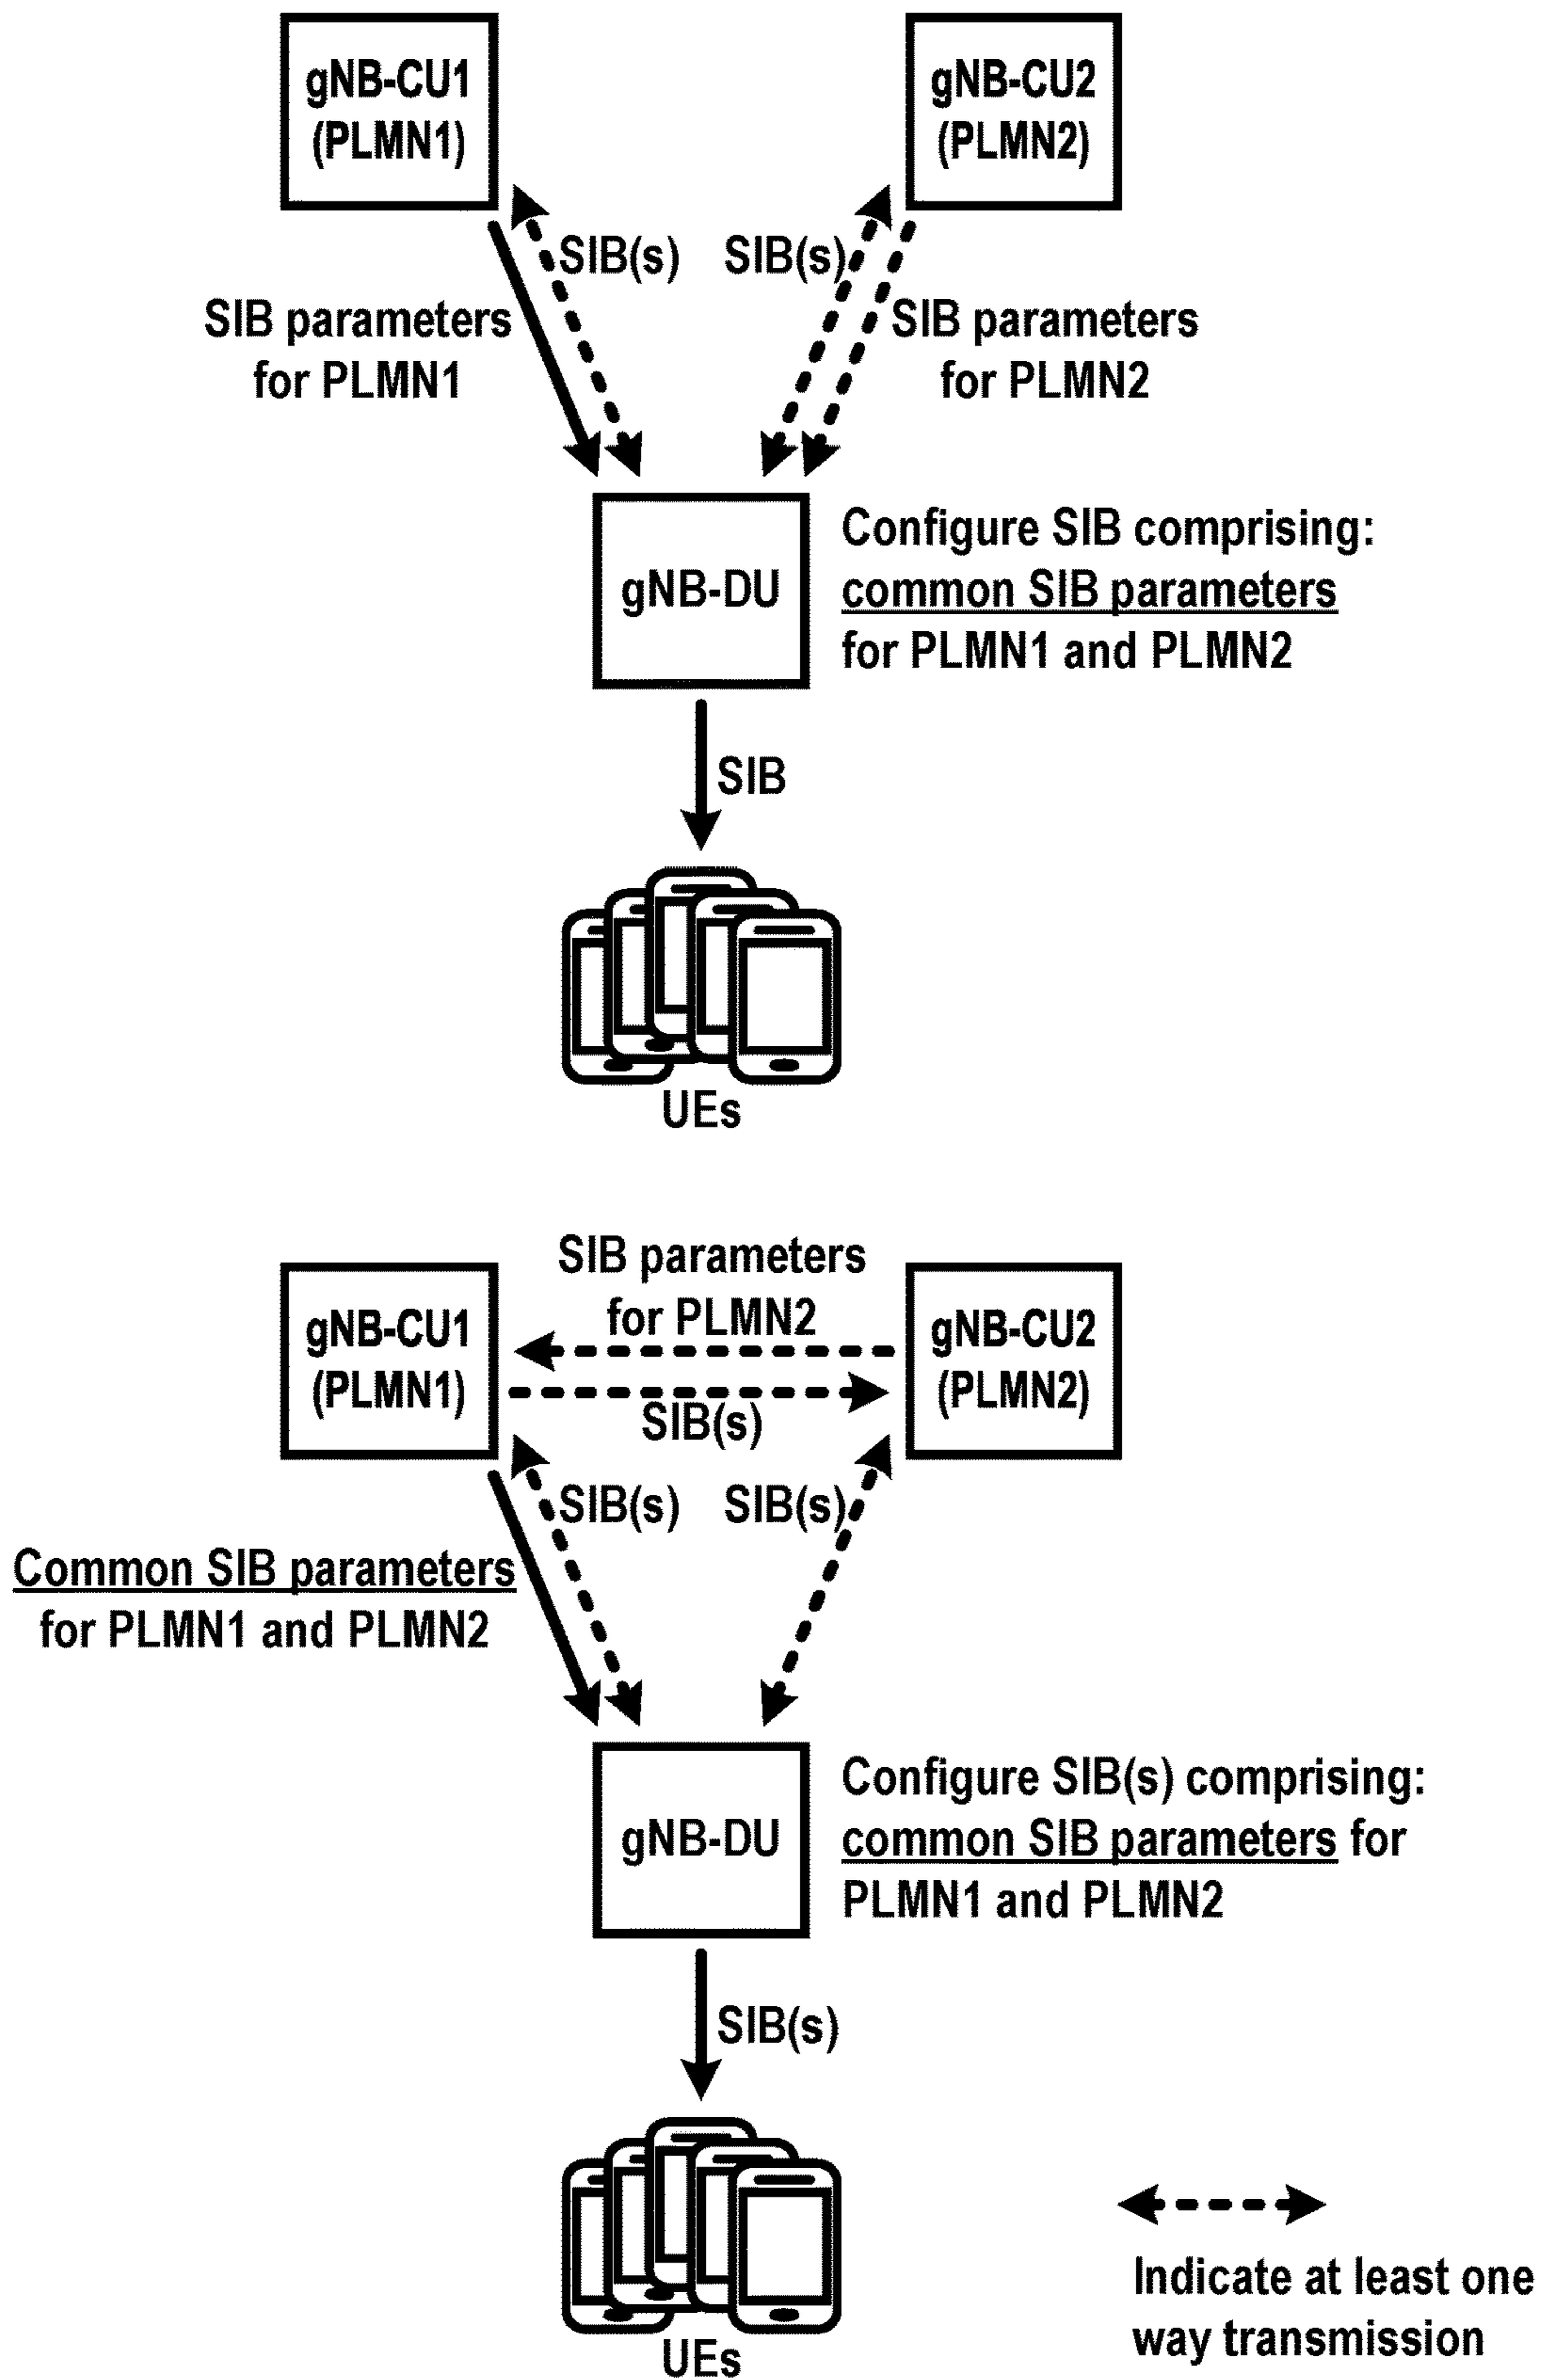 gNB-CU1
(PLMN1)
gNB-CU2
(PLMN2)
SIB(s)
SIB(s)
SIB parameters
for PLMN1
SIB parameters
for PLMN2
gNB-DU
Configure SIB comprising:
common SIB parameters
for PLMN1 and PLMN2
SIB
UEs
SIB parameters
for PLMN2
gNB-CU1
(PLMN1)
gNB-CU2
(PLMN2)
SIB(s)
SIB(s)
SIB(s)
Common SIB parameters
for PLMN1 and PLMN2
gNB-DU
Configure SIB(s) comprising:
common SIB parameters for
PLMN1 and PLMN2
SIB(s)
UEs
Indicate at least one
way transmission